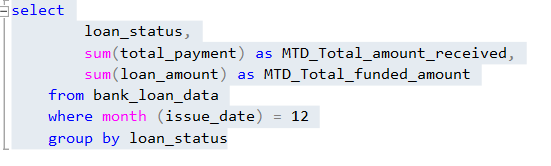 select
loan_status,
sum(total_payment) as MTD_Total_amount_received,
sum(loan_amount) as MTD_Total_funded_amount
from bank_loan_data
where month (issue_date) = 12
group by loan_status